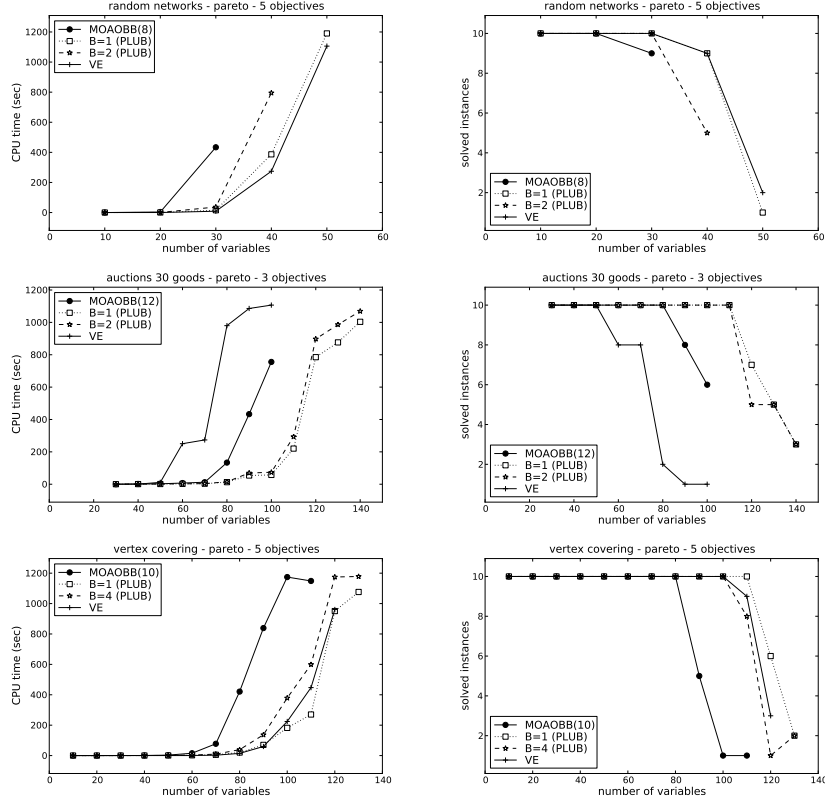 random networks - pareto - 5 objectives
MOAOBB(8)
B=1 (PLUB)
B=2 (PLUB)
VE
CPU time (sec)
1200
1000
800
600
400
200
0
0 10 20 30 40 50 60
number of variables
random networks - pareto - 5 objectives
solved instances
10
8
6
4
2
MOAOBB(8)
B=1 (PLUB)
B=2 (PLUB)
VE
0 10 20 30 40 50 60
number of variables
auctions 30 goods - pareto - 3 objectives
MOAOBB(12)
B=1 (PLUB)
B=2 (PLUB)
VE
CPU time (sec)
1200
1000
800
600
400
200
0
0 20 40 60 80 100 120 140
number of variables
auctions 30 goods - pareto - 3 objectives
solved instances
10
8
6
4
2
MOAOBB(12)
B=1 (PLUB)
B=2 (PLUB)
VE
0 20 40 60 80 100 120 140
number of variables
vertex covering - pareto - 5 objectives
MOAOBB(10)
B=1 (PLUB)
B=4 (PLUB)
VE
CPU time (sec)
1200
1000
800
600
400
200
0
0 20 40 60 80 100 120 140
number of variables
vertex covering - pareto - 5 objectives
solved instances
10
8
6
4
2
MOAOBB(10)
B=1 (PLUB)
B=4 (PLUB)
VE
0 20 40 60 80 100 120 140
number of variables